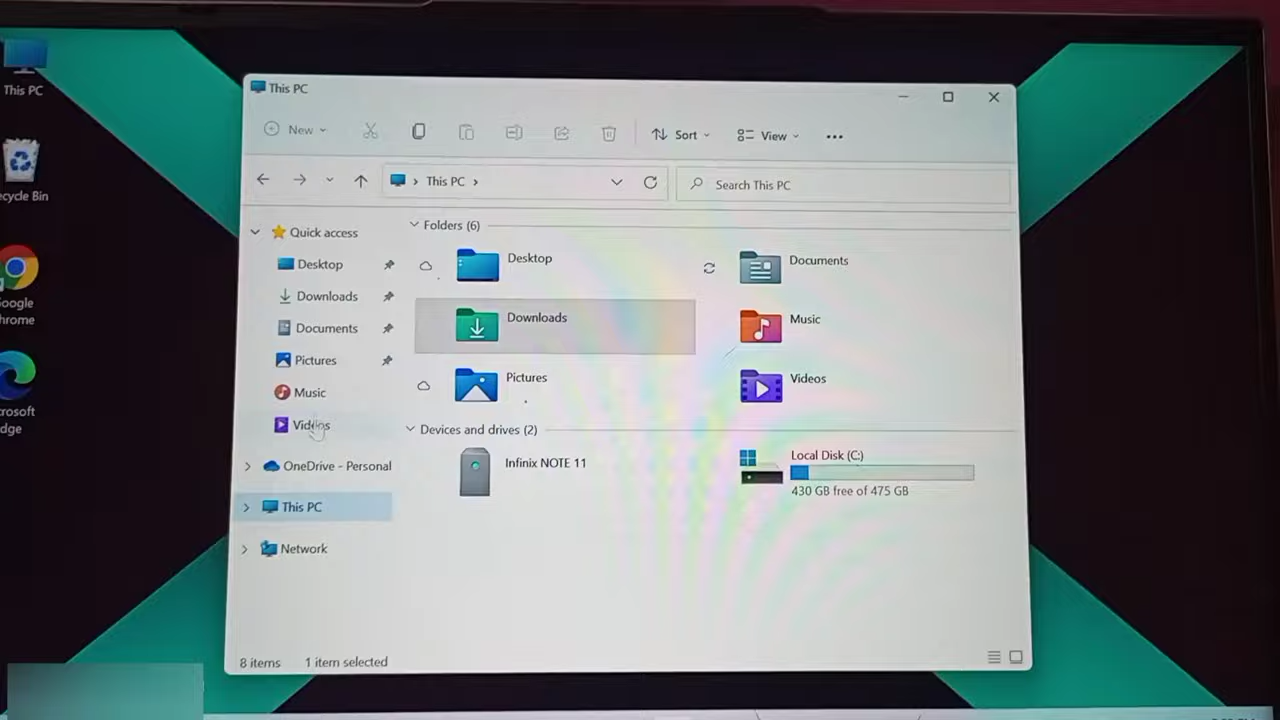 This PC
This PC
New
Sort
View
This PC
Search This PC
Recycle Bin
Google
Chrome
Microsoft
Edge
Quick access
Desktop
Downloads
Documents
Pictures
Music
Videos
OneDrive - Personal
This PC
Network
Folders (6)
Desktop
Documents
Downloads
Music
Pictures
Videos
Devices and drives (2)
Infinix NOTE 11
Local Disk (C:)
430 GB free of 475 GB
8 items
1 item selected